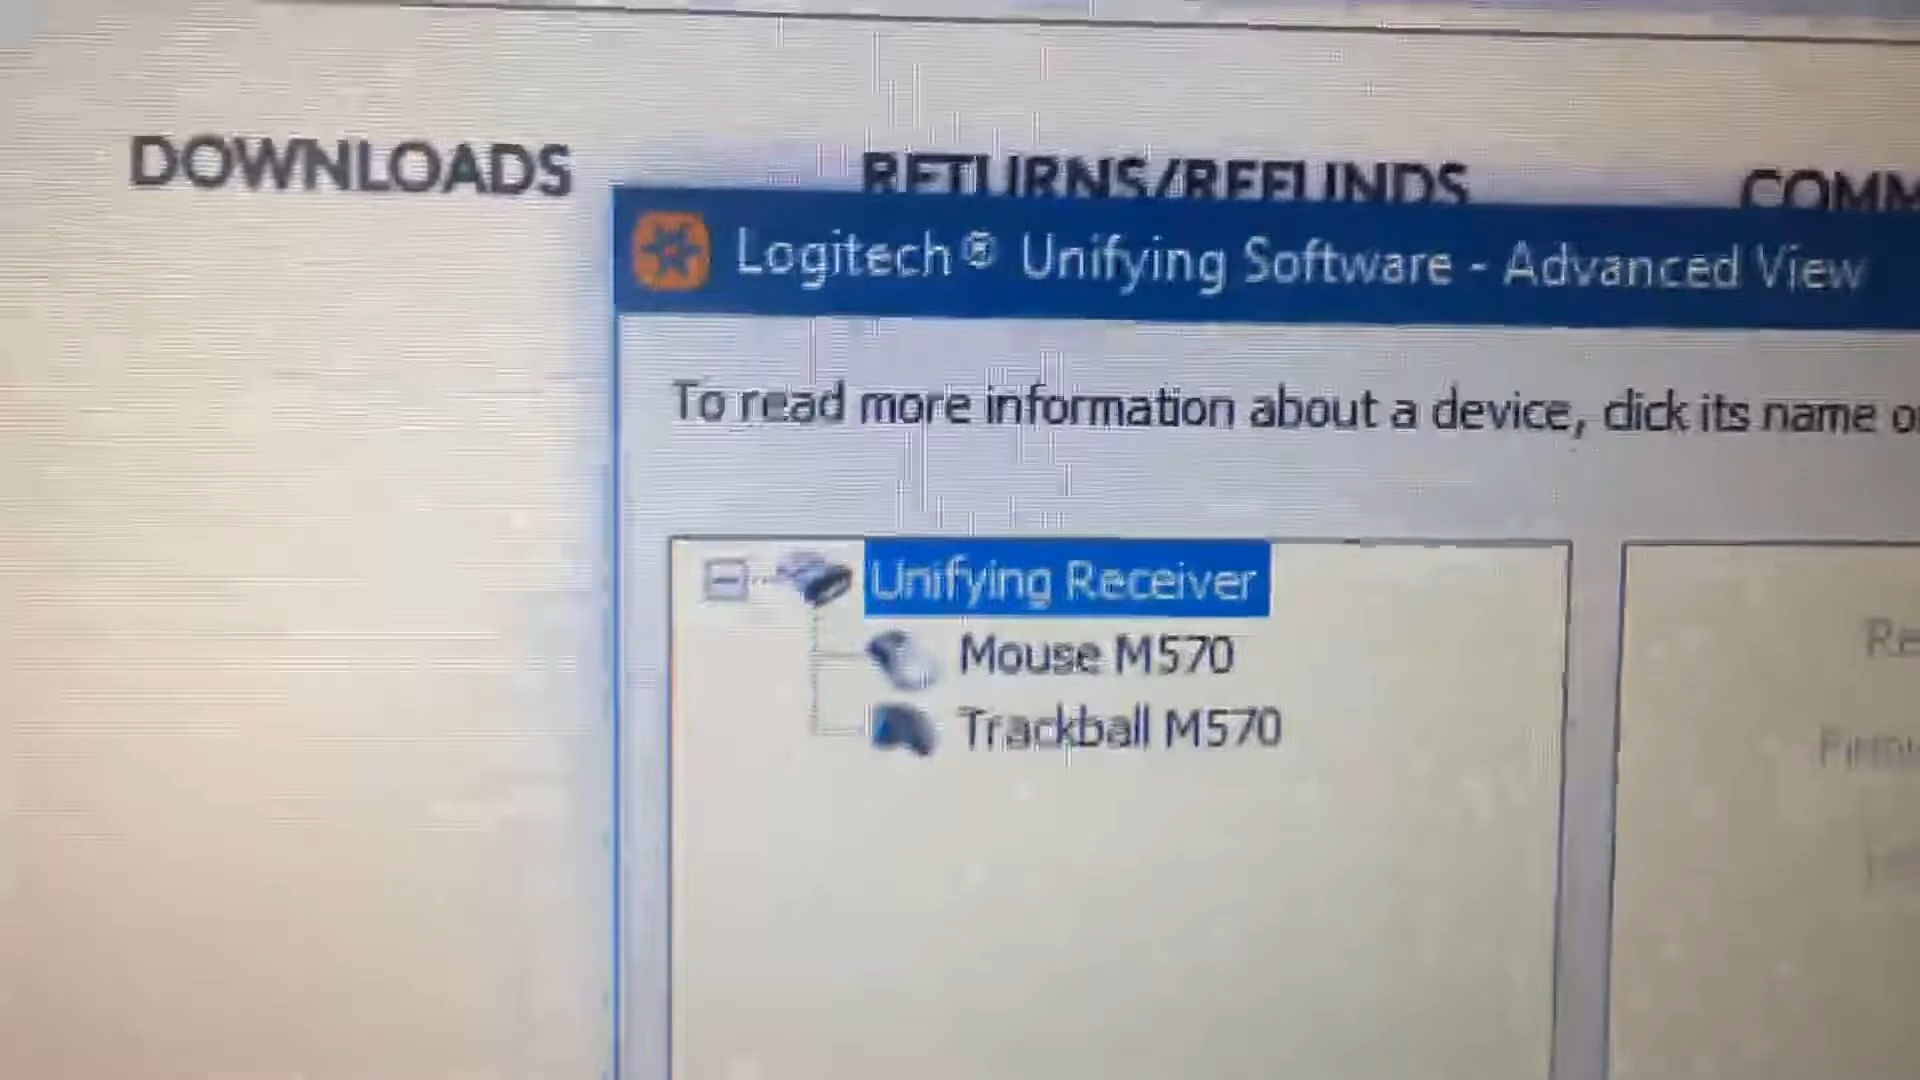 DOWNLOADS RETURNS/REFUNDS
Logitech® Unifying Software - Advanced View
To read more information about a device, click its name
Unifying Receiver
Mouse M570
Trackball M570